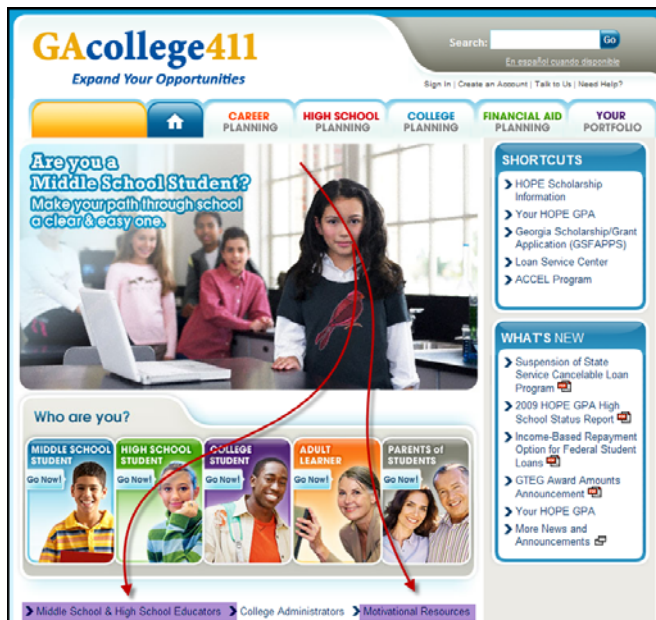 GAcollege411
Expand Your Opportunities
Search:
Go
En español cuando disponible
Sign In | Create an Account | Talk to Us | Need Help?
CAREER
PLANNING
HIGH SCHOOL
PLANNING
COLLEGE
PLANNING
FINANCIAL AID
PLANNING
YOUR
PORTFOLIO
Are you a
Middle School Student?
Make your path through school
a clear & easy one.
SHORTCUTS
HOPE Scholarship
Information
Your HOPE GPA
Georgia Scholarship/Grant
Application (GSFAPPS)
Loan Service Center
ACCEL Program
WHAT'S NEW
Suspension of State
Service Cancelable Loan
Program
2009 HOPE GPA High
School Status Report
Income-Based Repayment
Option for Federal Student
Loans
GTEG Award Amounts
Announcement
Your HOPE GPA
More News and
Announcements
Who are you?
MIDDLE SCHOOL
STUDENT
Go Now!
HIGH SCHOOL
STUDENT
Go Now!
COLLEGE
STUDENT
Go Now!
ADULT
LEARNER
Go Now!
PARENTS of
STUDENTS
Go Now!
Middle School & High School Educators
College Administrators
Motivational Resources